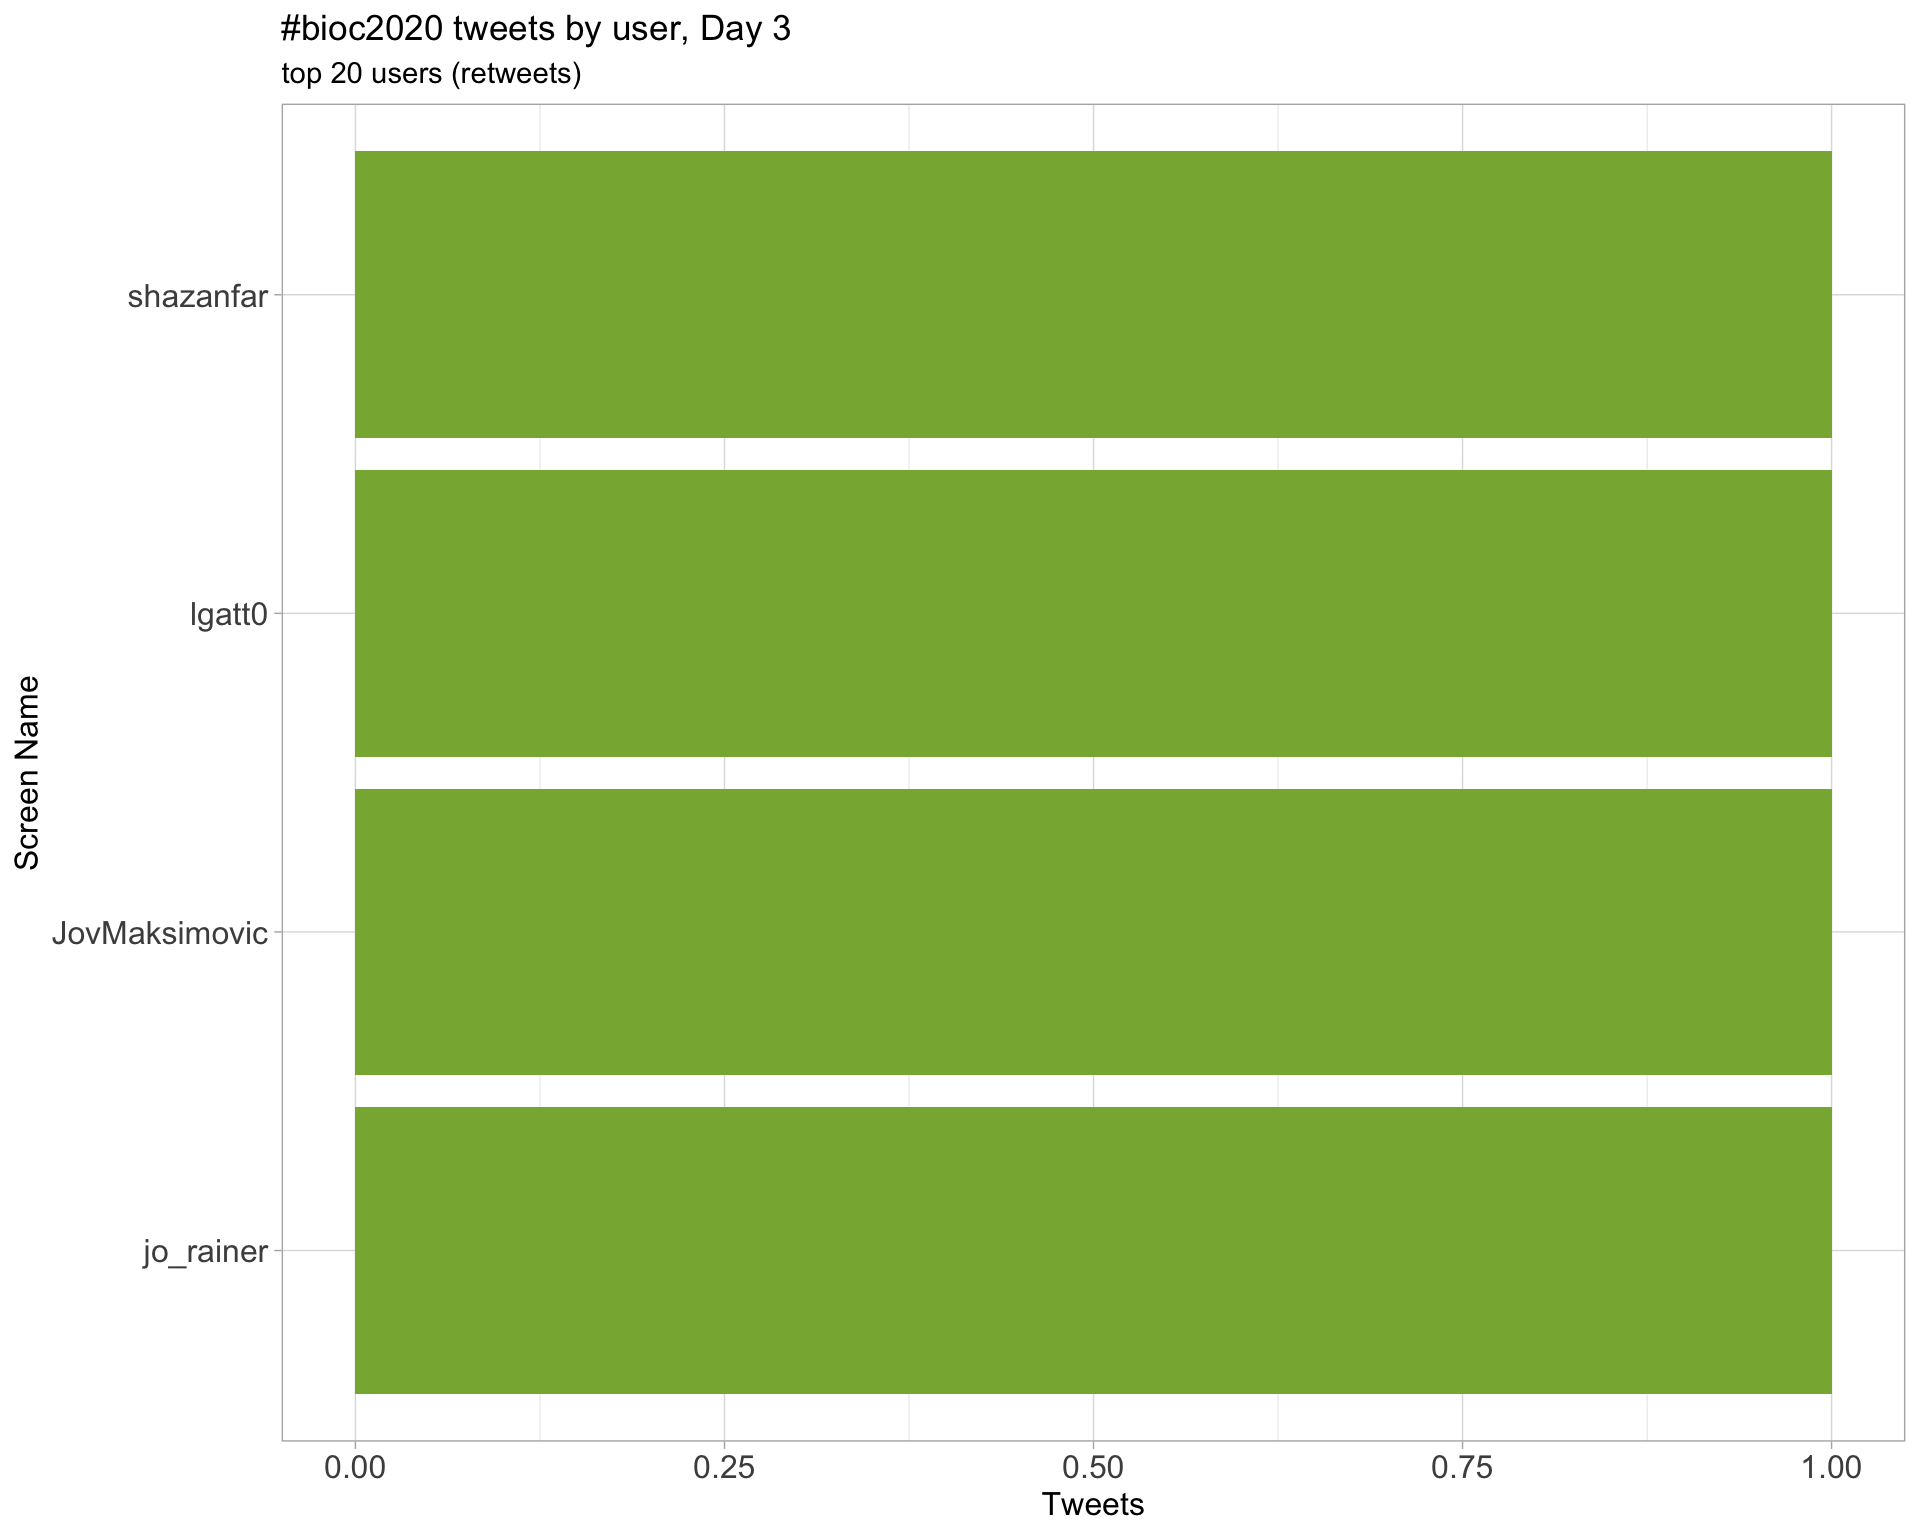 #bioc2020 tweets by user, Day 3
top 20 users (retweets)
Screen Name
shazanfar
lgatt0
JovMaksimovic
jo_rainer
0.00 0.25 0.50 0.75 1.00
Tweets